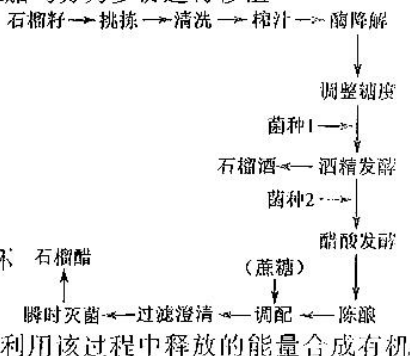 石榴籽→挑拣→清洗→榨汁→酶降解
调整糖度
菌种1→
石榴酒←酒精发酵
菌种2→
醋酸发酵
石榴醋
(蔗糖)
瞬时灭菌←过滤澄清←调配←陈酿
利用该过程中释放的能量合成有机